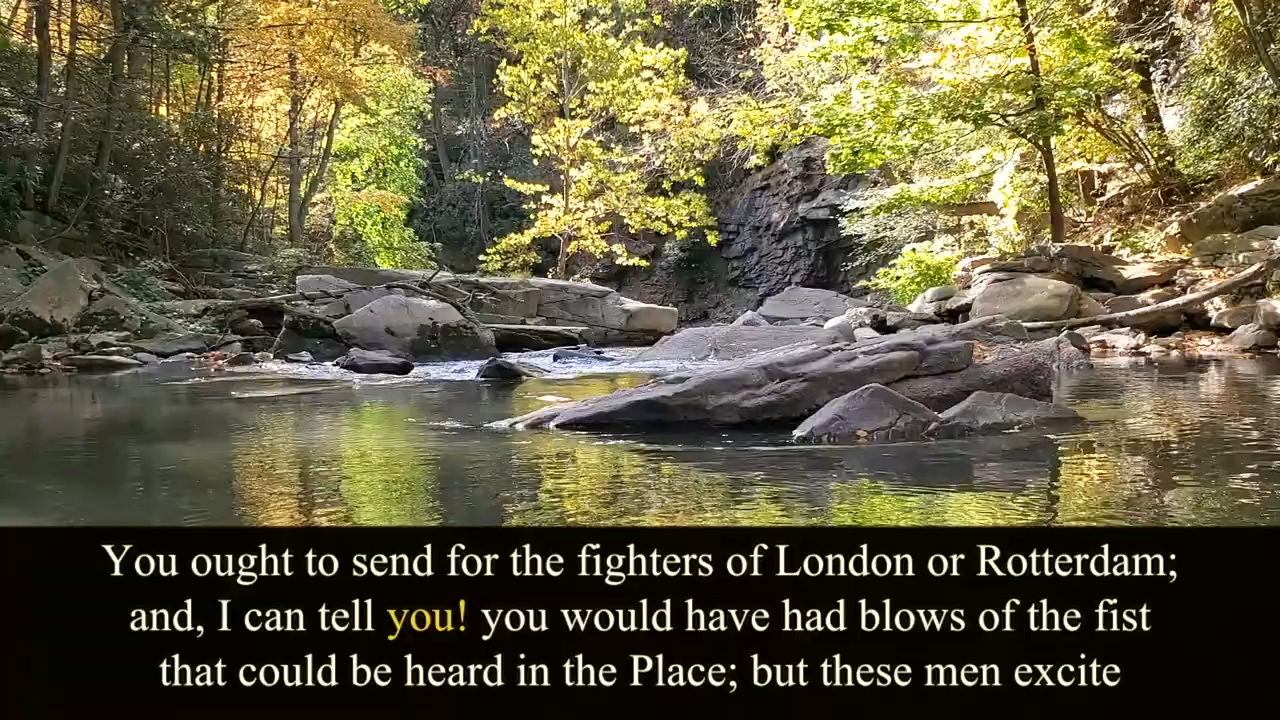 You ought to send for the fighters of London or Rotterdam;
and, I can tell you! you would have had blows of the fist
that could be heard in the Place; but these men excite